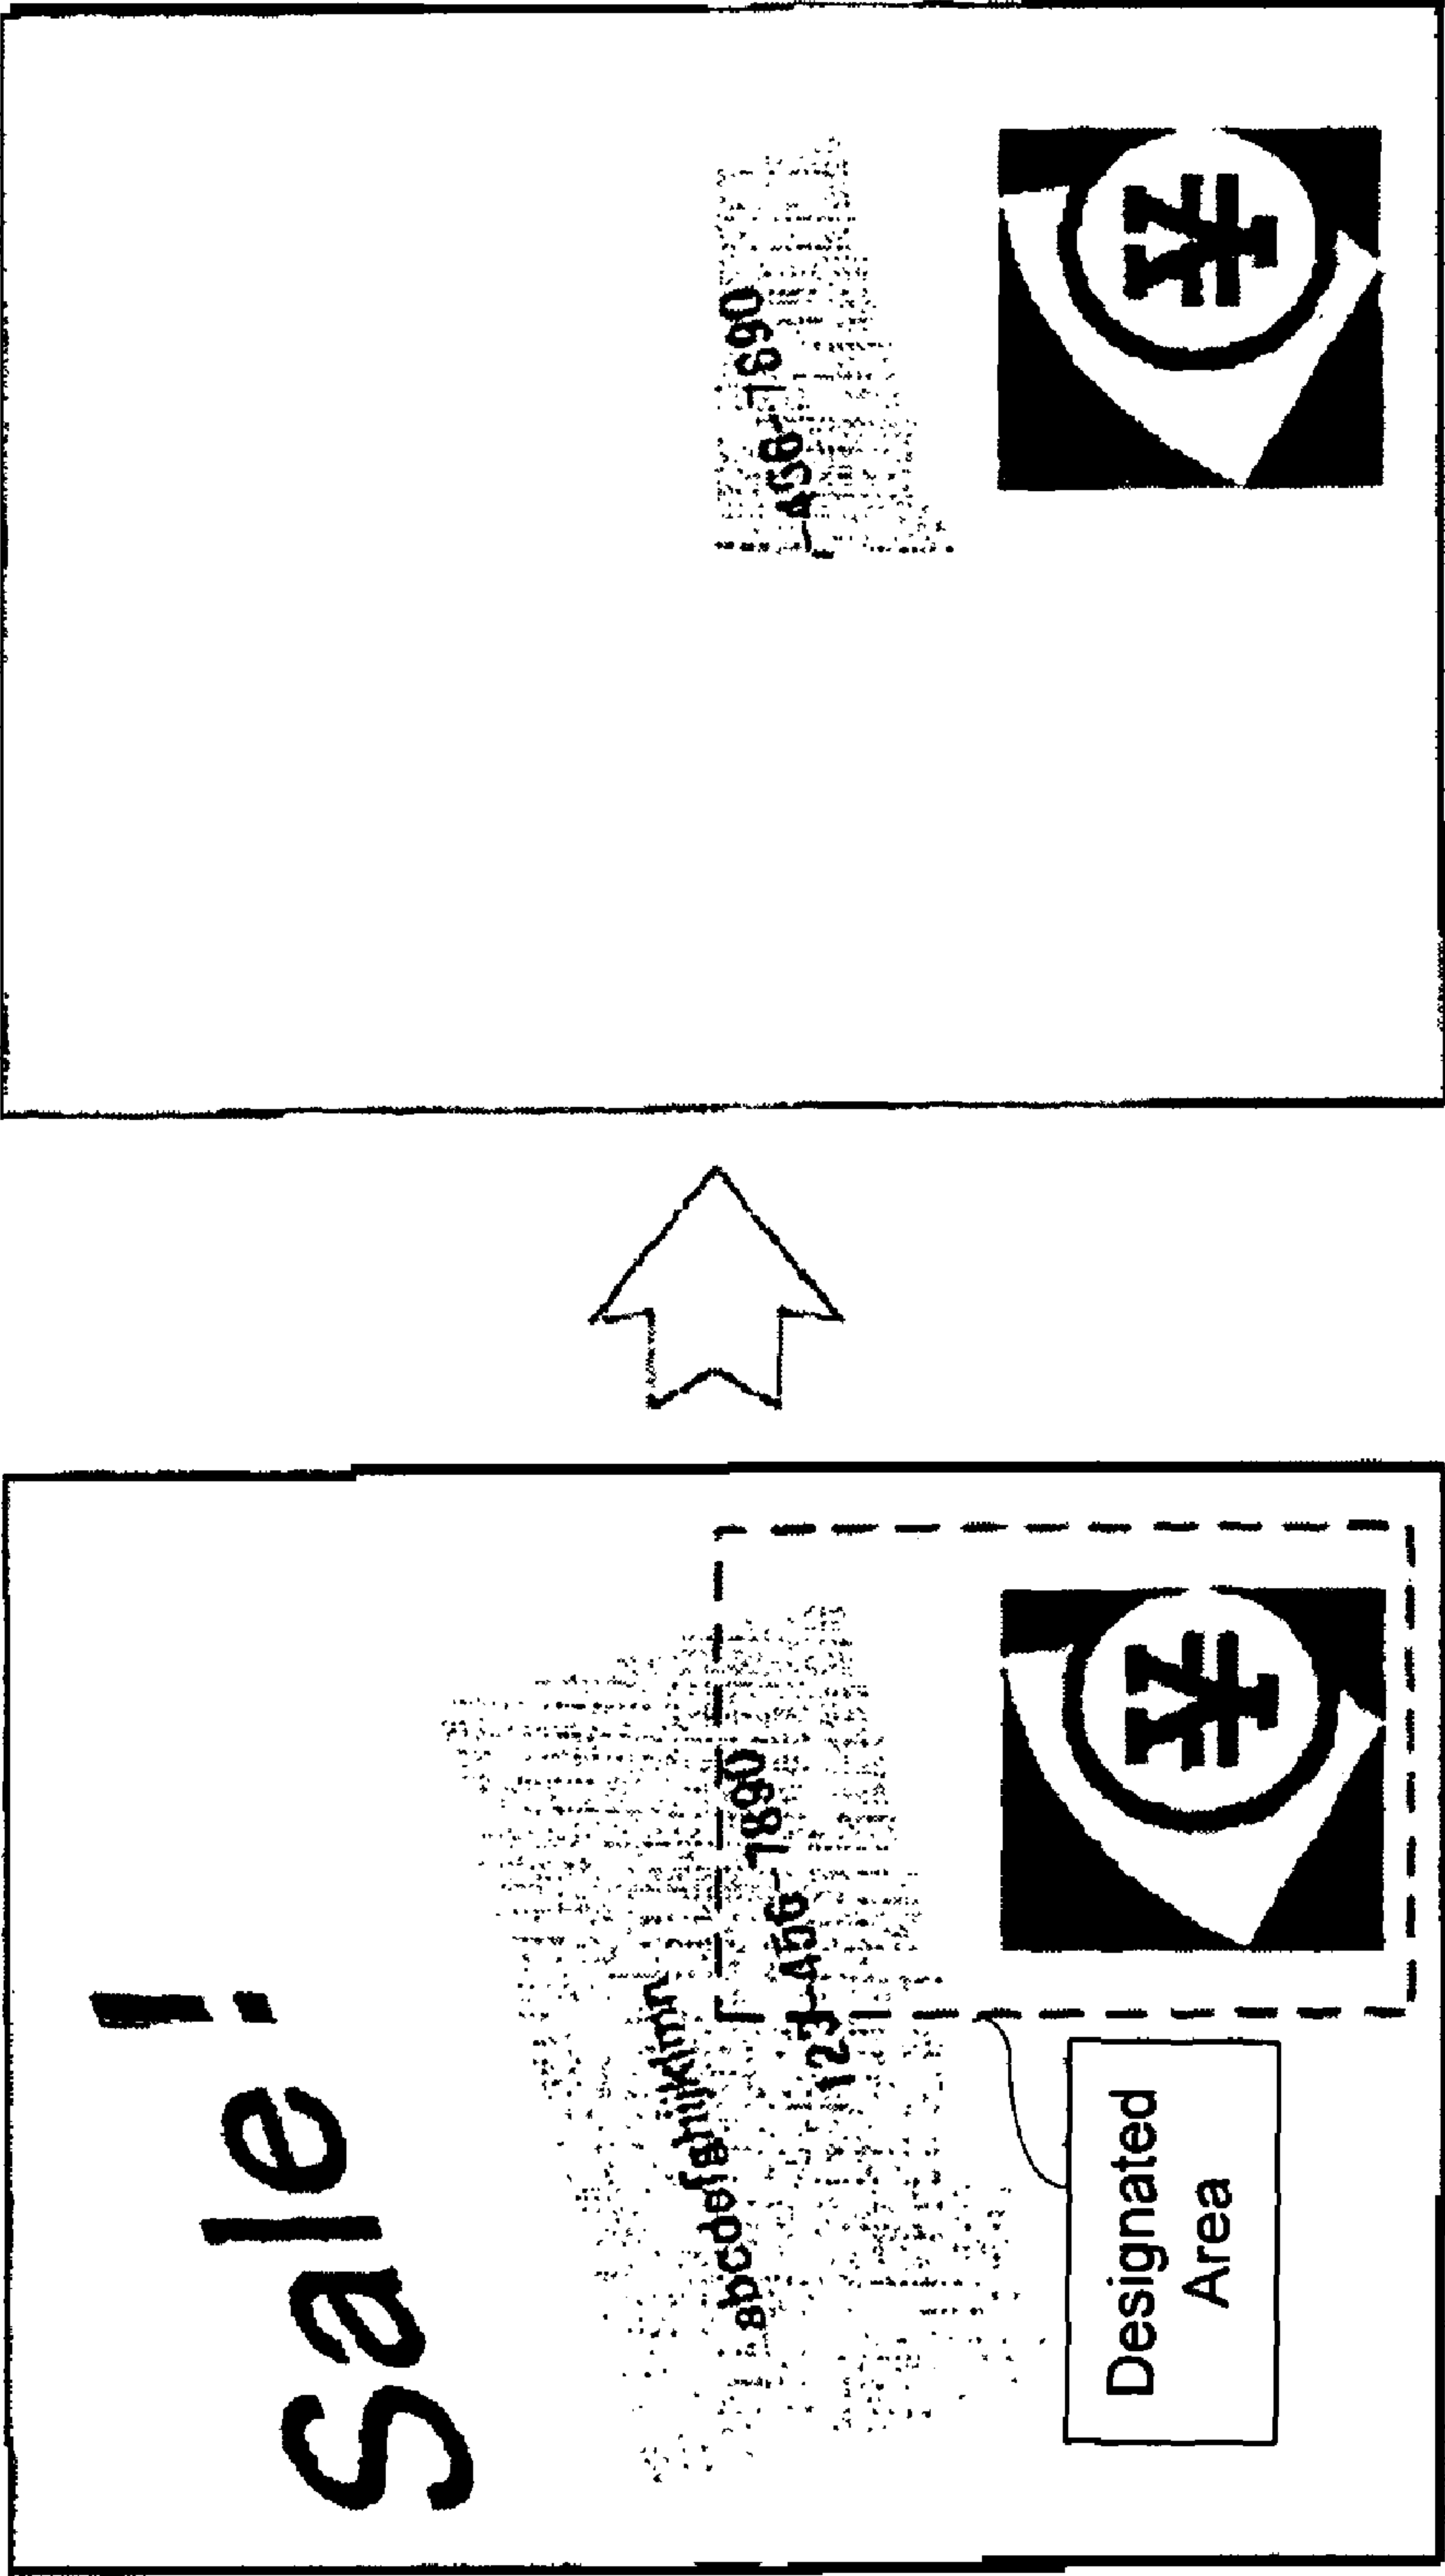 Sale!
abcdefghijklmn
123-456-7890
¥
Designated
Area
-456-7890
¥